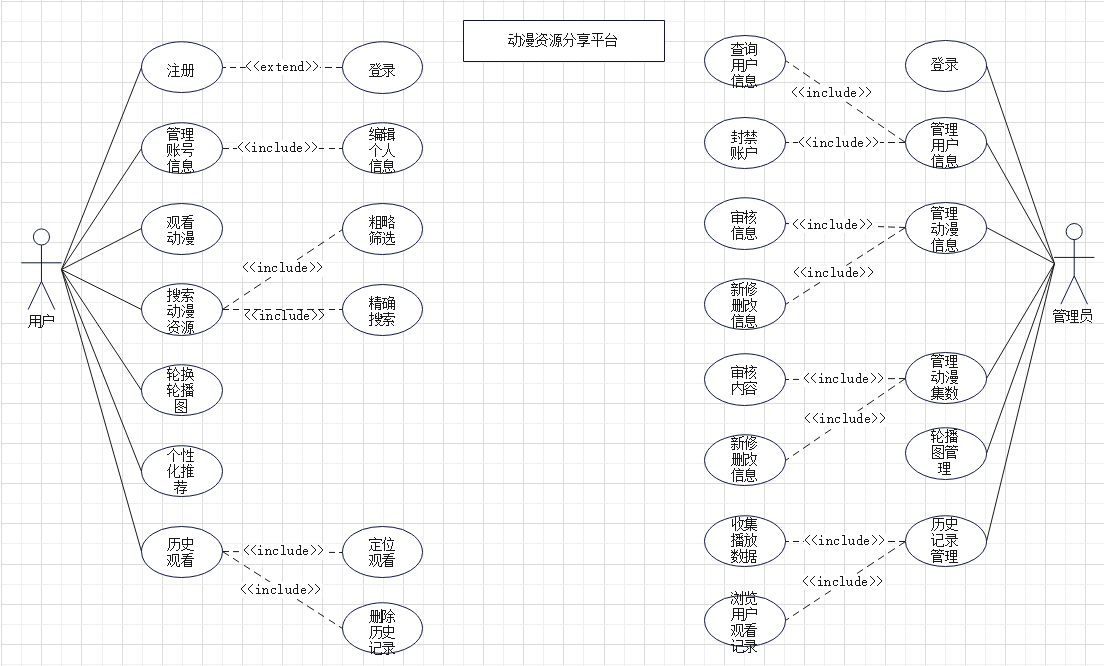 动漫资源分享平台
注册
<<extend>>
登录
管理
账号
信息
<<include>>
编辑
个人
信息
观看
动漫
搜索
动漫
资源
<<include>>
粗略
筛选
<<include>>
精确
搜索
轮换
轮播
图
个性
化推
荐
历史
观看
<<include>>
定位
观看
<<include>>
删除
历史
记录
用户
查询
用户
信息
<<include>>
登录
封禁
账户
<<include>>
管理
用户
信息
审核
信息
<<include>>
管理
动漫
信息
<<include>>
新修
删改
信息
审核
内容
<<include>>
管理
动漫
集数
<<include>>
新修
删改
信息
轮播
图管
理
收集
播放
数据
<<include>>
历史
记录
管理
<<include>>
浏览
用户
观看
记录
管理员